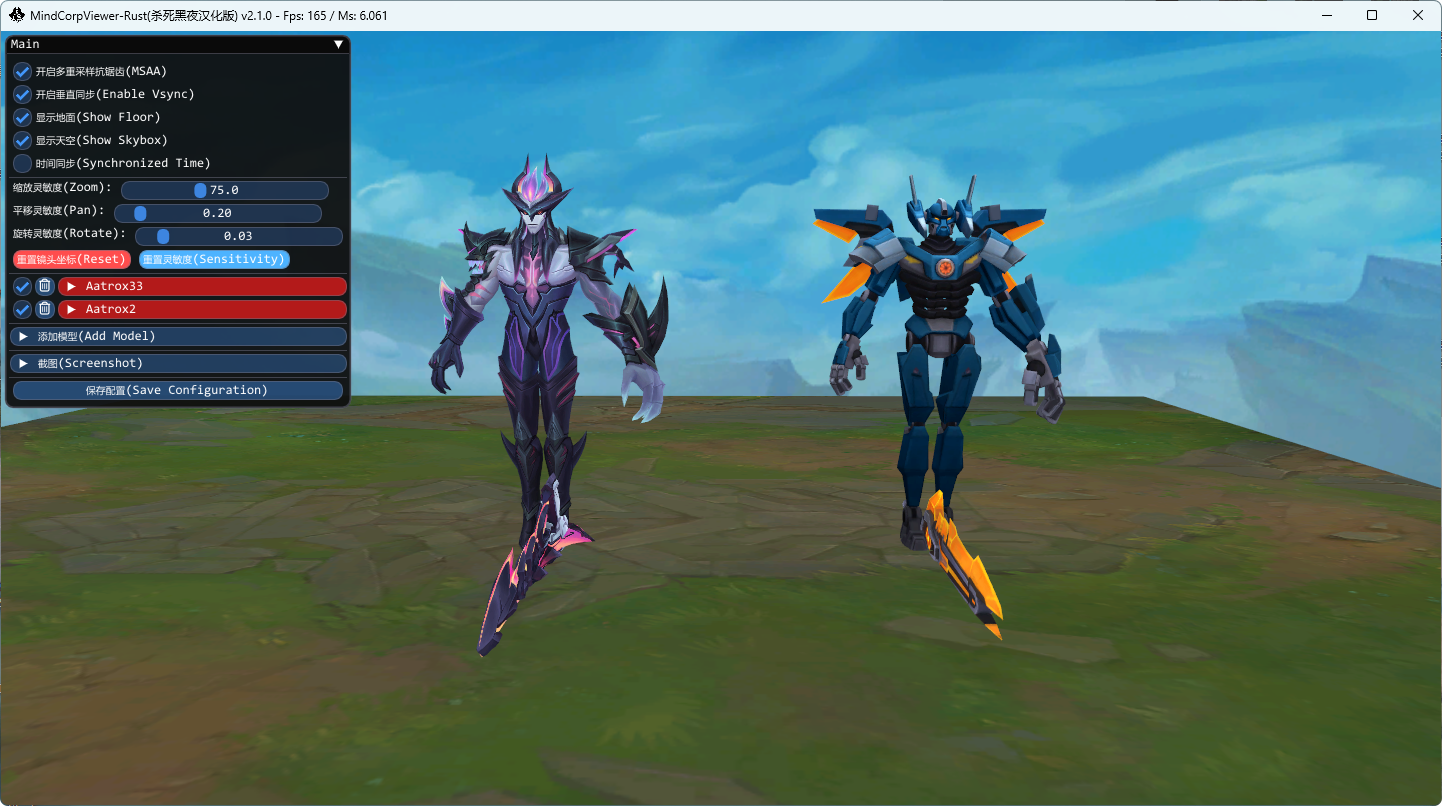 MindCorpViewer-Rust(杀死黑夜汉化版) v2.1.0 - Fps: 165 / Ms: 6.061
Main
开启多重采样抗锯齿(MSAA)
开启垂直同步(Enable Vsync)
显示地面(Show Floor)
显示天空(Show Skybox)
时间同步(Synchronized Time)
缩放灵敏度(Zoom): 75.0
平移灵敏度(Pan): 0.20
旋转灵敏度(Rotate): 0.03
重置镜头坐标(Reset) 重置灵敏度(Sensitivity)
Aatrox33
Aatrox2
添加模型(Add Model)
截图(Screenshot)
保存配置(Save Configuration)